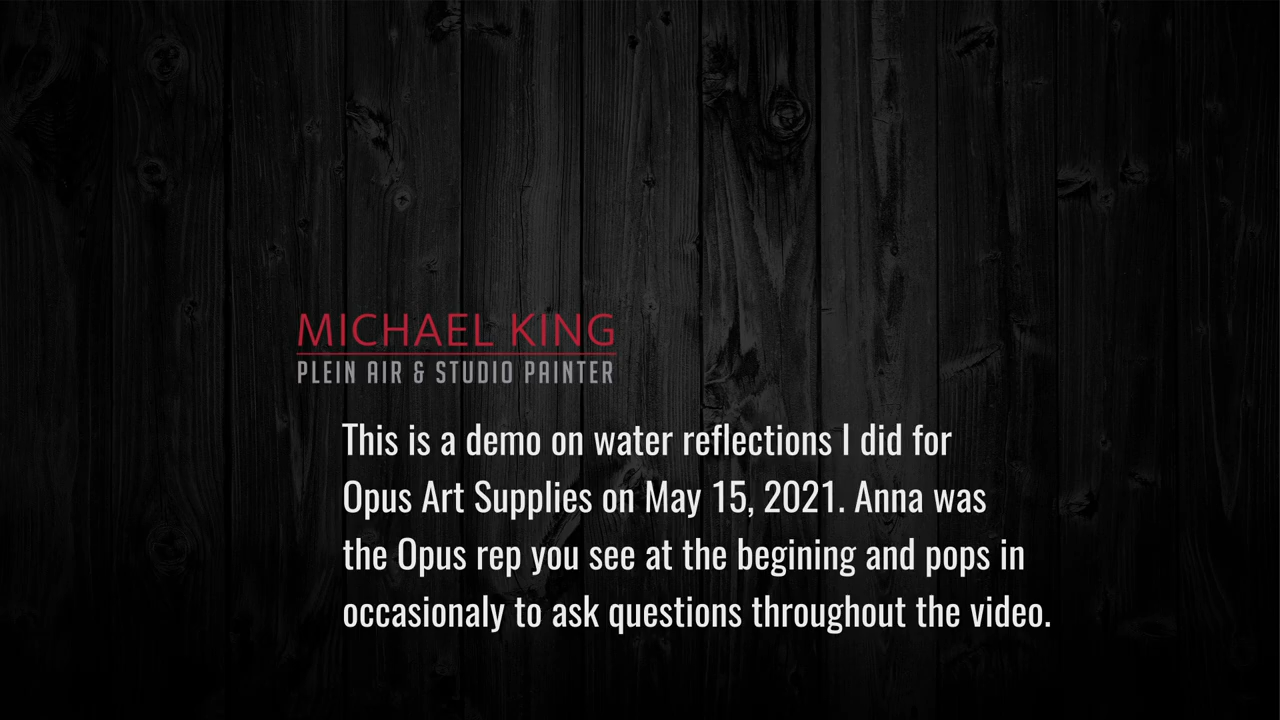 MICHAEL KING
PLEIN AIR & STUDIO PAINTER
This is a demo on water reflections I did for
Opus Art Supplies on May 15, 2021. Anna was
the Opus rep you see at the begining and pops in
occasionaly to ask questions throughout the video.